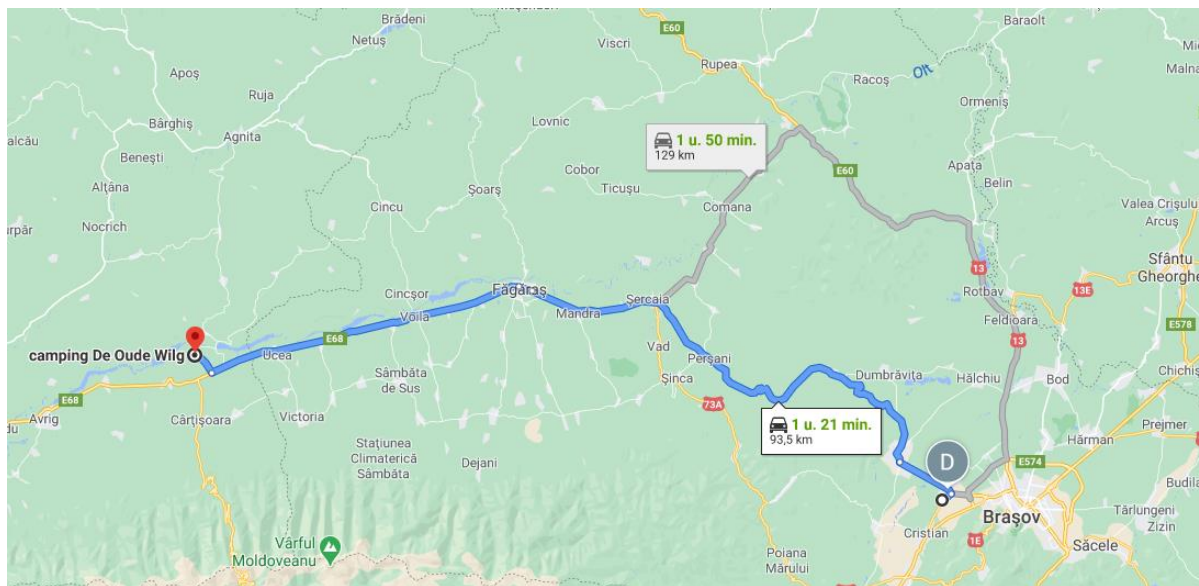 Brădeni
Netuș
Baraolt
E60
Viscri
Rupea
Apoș
Racoș
Olt
Malna
Ruja
Ormeniș
Bârghiș
Agnita
Lovnic
1 u. 50 min.
129 km
Benești
Cobor
E60
Apața
Alțâna
Șoarș
Ticușu
Belin
Cincu
Comana
Valea Crișului
Arcuș
Nocrich
Sfântu
Gheorghe
13
Rotbav
13E
Cincșor
Făgăraș
Șercaia
Feldioara
E578
Voila
Mandra
E68
13
camping De Oude Wilg
Ucea
Vad
Perșani
Dumbrăvița
Hălchiu
Bod
Sâmbăta
de Sus
Șinca
E68
Cârțișoara
Victoria
73A
1 u. 21 min.
93,5 km
Avrig
Stațiunea
Climaterică
Sâmbăta
Dejani
Hărman
Prejmer
D
E574
Budila
Brașov
Tărlungeni
Zizin
Cristian
Vârful
Moldoveanu
1E
Săcele
Poiana
Mărului